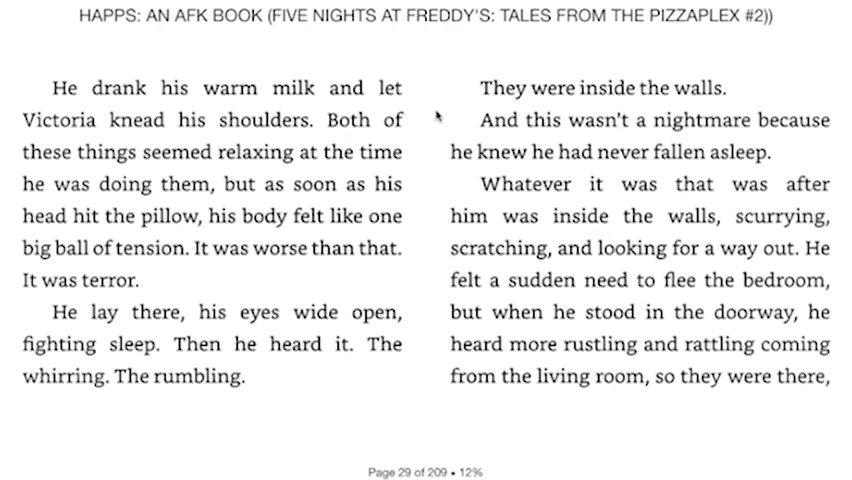 HAPPS: AN AFK BOOK (FIVE NIGHTS AT FREDDY'S: TALES FROM THE PIZZAPLEX #2))
He drank his warm milk and let
Victoria knead his shoulders. Both of
these things seemed relaxing at the time
he was doing them, but as soon as his
head hit the pillow, his body felt like one
big ball of tension. It was worse than that.
It was terror.
He lay there, his eyes wide open,
fighting sleep. Then he heard it. The
whirring. The rumbling.
They were inside the walls.
And this wasn't a nightmare because
he knew he had never fallen asleep.
Whatever it was that was after
him was inside the walls, scurrying,
scratching, and looking for a way out. He
felt a sudden need to flee the bedroom,
but when he stood in the doorway, he
heard more rustling and rattling coming
from the living room, so they were there,
Page 29 of 209 • 12%